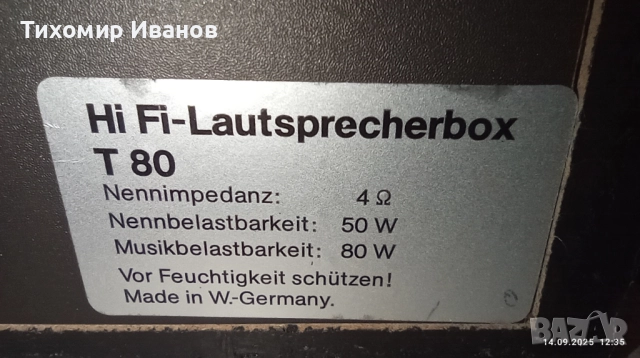 Тихомир Иванов
Hi Fi-Lautsprecherbox
T 80
Nennimpedanz: 4 Ω
Nennbelastbarkeit: 50 W
Musikbelastbarkeit: 80 W
Vor Feuchtigkeit schützen!
Made in W.-Germany.
BAZAR
bg
14.09.2025 12:35